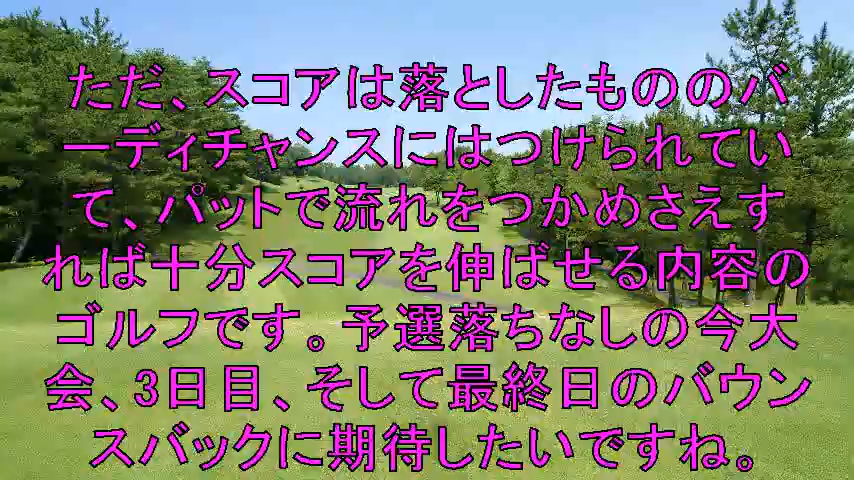 ただ、スコアは落としたもののバ
ーディチャンスにはつけられてい
て、パットで流れをつかめさえす
れば十分スコアを伸ばせる内容の
ゴルフです。予選落ちなしの今大
会、3日目、そして最終日のバウン
スバックに期待したいですね。